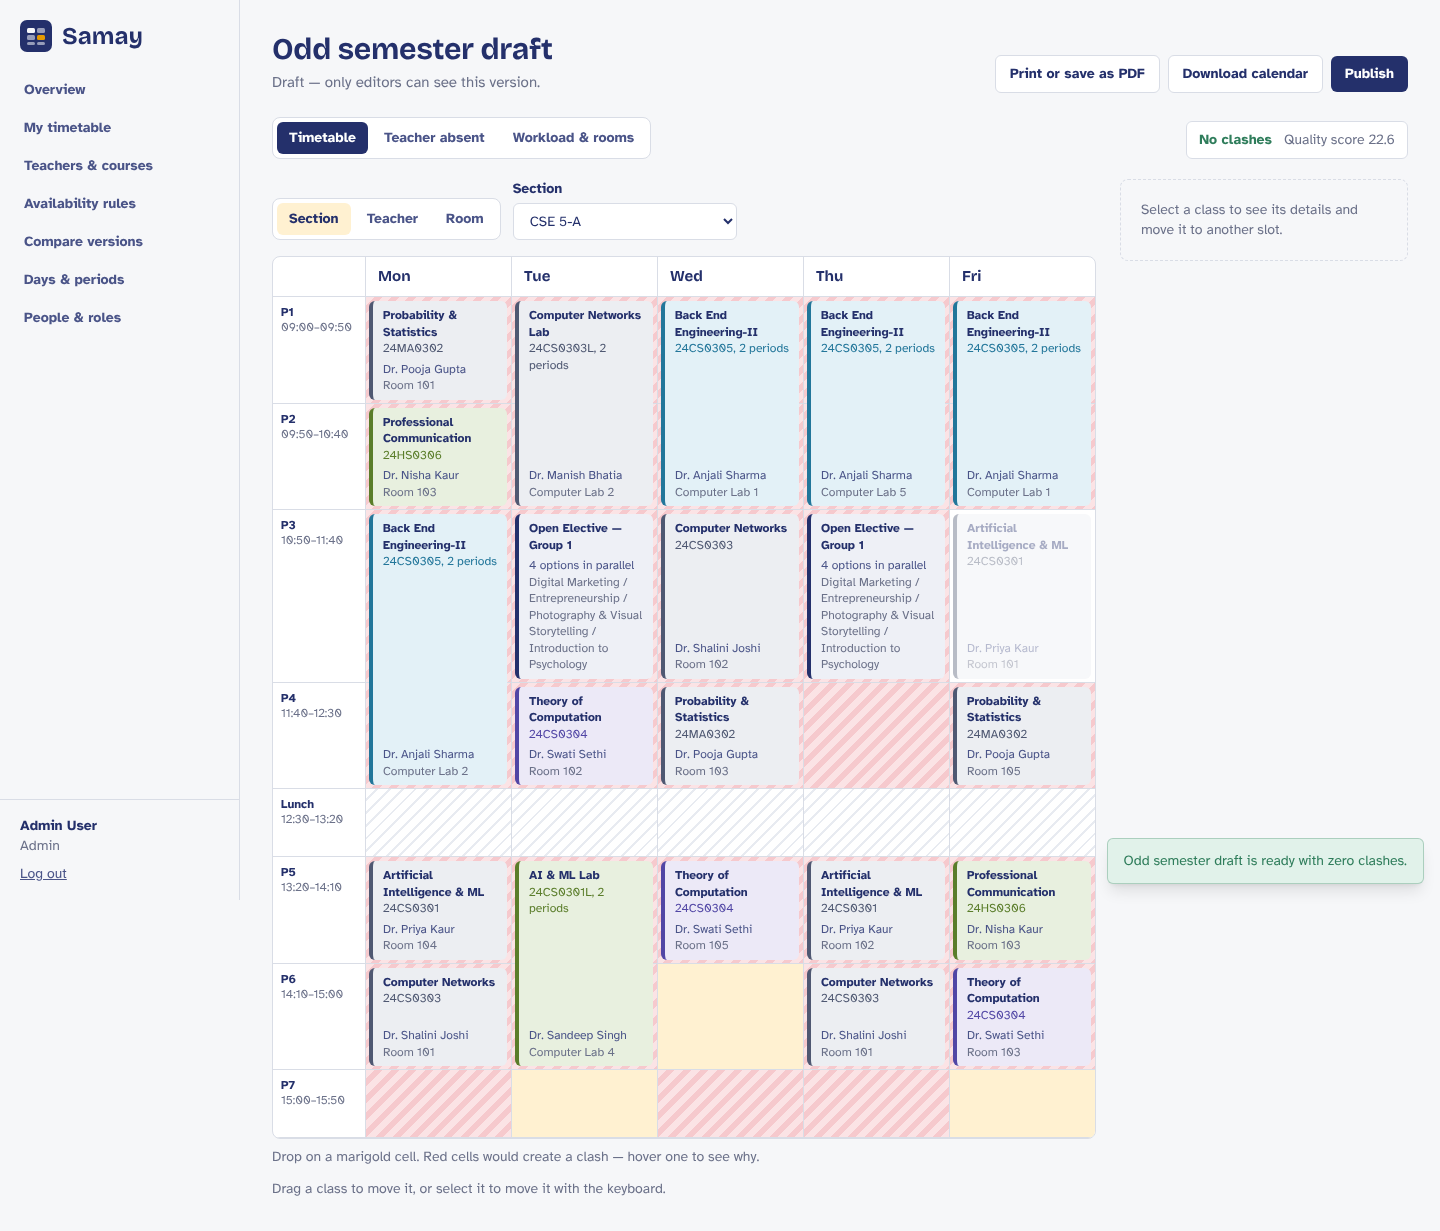 Samay
Overview
My timetable
Teachers & courses
Availability rules
Compare versions
Days & periods
People & roles
Admin User
Admin
Log out
Odd semester draft
Draft — only editors can see this version.
Print or save as PDF
Download calendar
Publish
Timetable
Teacher absent
Workload & rooms
No clashes
Quality score 22.6
Section
Teacher
Room
Section
CSE 5-A
Select a class to see its details and
move it to another slot.
Mon
Tue
Wed
Thu
Fri
P1
09:00–09:50
Probability &
Statistics
24MA0302
Dr. Pooja Gupta
Room 101
Computer Networks
Lab
24CS0303L, 2
periods
Dr. Manish Bhatia
Computer Lab 2
Back End
Engineering-II
24CS0305, 2 periods
Dr. Anjali Sharma
Computer Lab 1
Back End
Engineering-II
24CS0305, 2 periods
Dr. Anjali Sharma
Computer Lab 5
Back End
Engineering-II
24CS0305, 2 periods
Dr. Anjali Sharma
Computer Lab 1
P2
09:50–10:40
Professional
Communication
24HS0306
Dr. Nisha Kaur
Room 103
P3
10:50–11:40
Back End
Engineering-II
24CS0305, 2 periods
Dr. Anjali Sharma
Computer Lab 2
Open Elective —
Group 1
4 options in parallel
Digital Marketing /
Entrepreneurship /
Photography & Visual
Storytelling /
Introduction to
Psychology
Computer Networks
24CS0303
Dr. Shalini Joshi
Room 102
Open Elective —
Group 1
4 options in parallel
Digital Marketing /
Entrepreneurship /
Photography & Visual
Storytelling /
Introduction to
Psychology
Artificial
Intelligence & ML
24CS0301
Dr. Priya Kaur
Room 101
P4
11:40–12:30
Theory of
Computation
24CS0304
Dr. Swati Sethi
Room 102
Probability &
Statistics
24MA0302
Dr. Pooja Gupta
Room 103
Probability &
Statistics
24MA0302
Dr. Pooja Gupta
Room 105
Lunch
12:30–13:20
P5
13:20–14:10
Artificial
Intelligence & ML
24CS0301
Dr. Priya Kaur
Room 104
AI & ML Lab
24CS0301L, 2
periods
Dr. Sandeep Singh
Computer Lab 4
Theory of
Computation
24CS0304
Dr. Swati Sethi
Room 105
Artificial
Intelligence & ML
24CS0301
Dr. Priya Kaur
Room 102
Professional
Communication
24HS0306
Dr. Nisha Kaur
Room 103
P6
14:10–15:00
Computer Networks
24CS0303
Dr. Shalini Joshi
Room 101
Computer Networks
24CS0303
Dr. Shalini Joshi
Room 101
Theory of
Computation
24CS0304
Dr. Swati Sethi
Room 103
P7
15:00–15:50
Odd semester draft is ready with zero clashes.
Drop on a marigold cell. Red cells would create a clash — hover one to see why.
Drag a class to move it, or select it to move it with the keyboard.